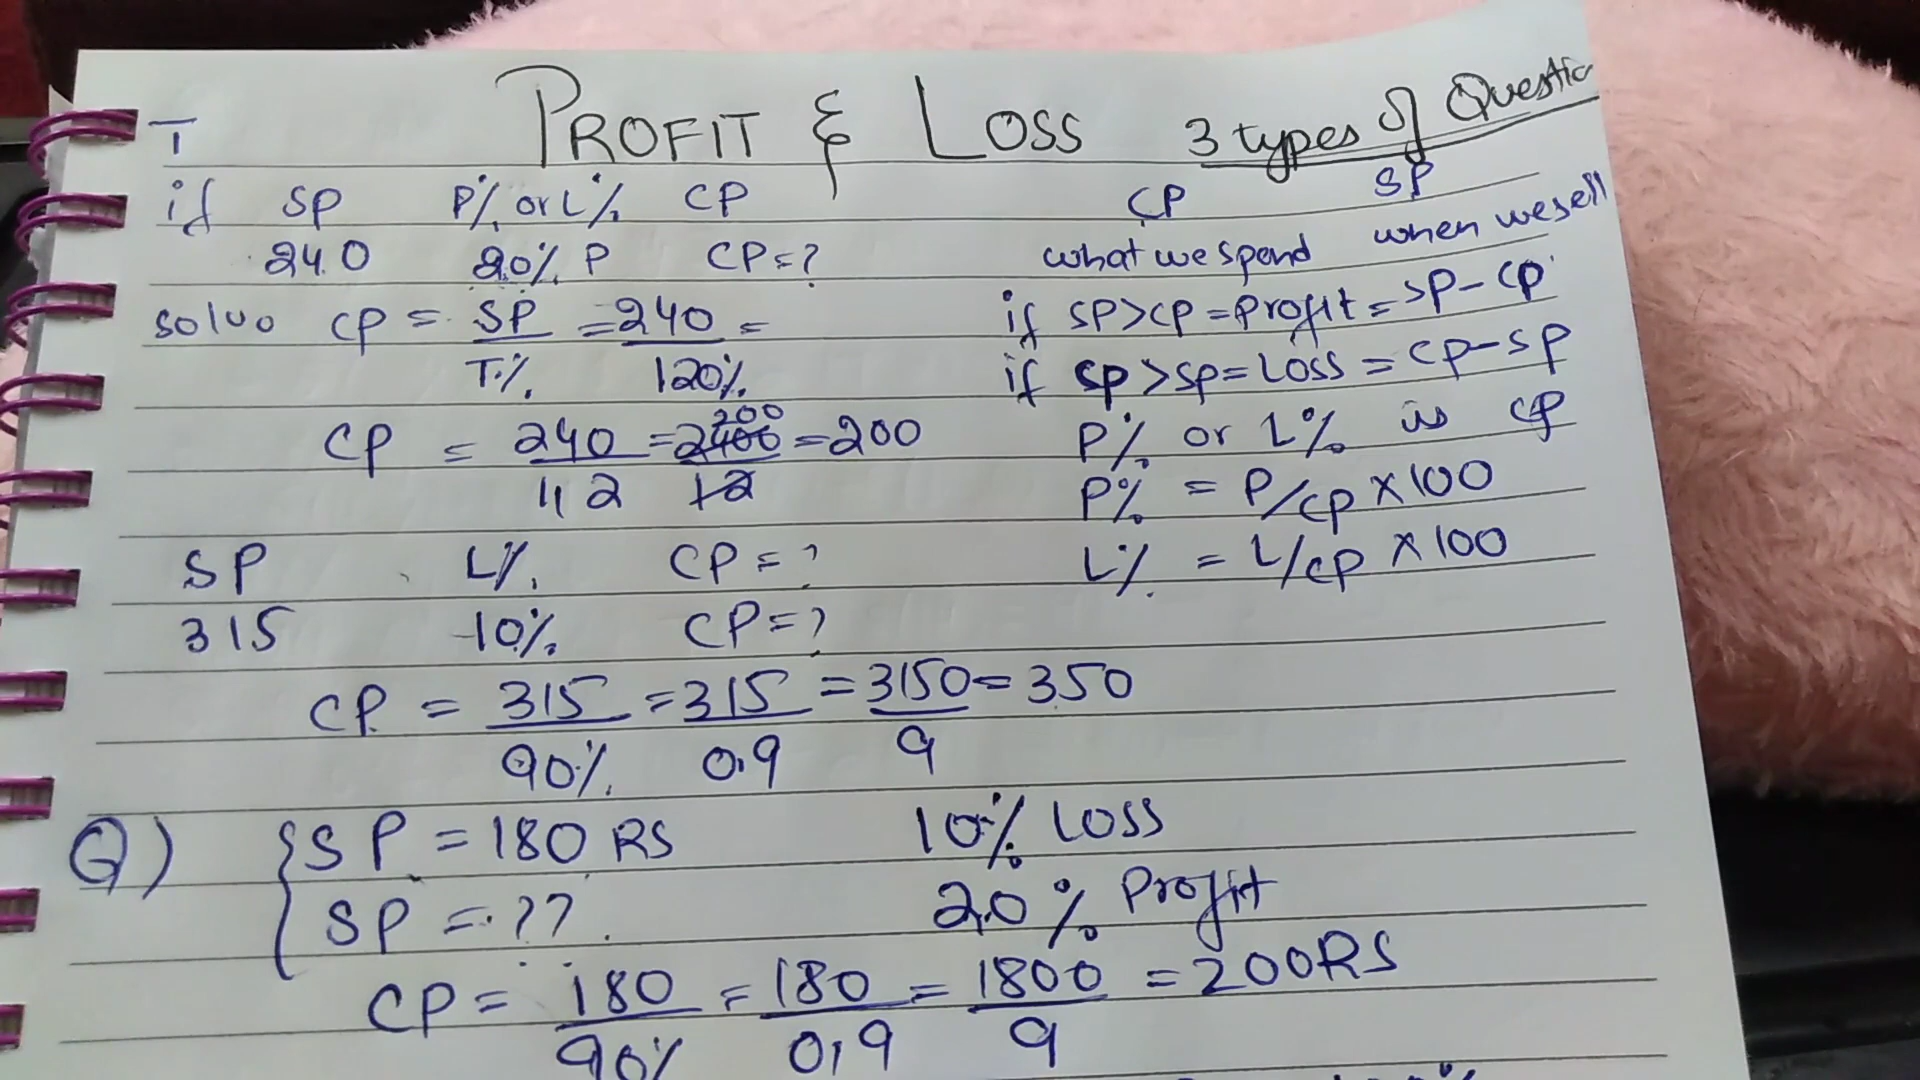 PROFIT & LOSS 3 types of Questio
T
if SP P% or L% CP
240 20% P CP=?
CP SP
what we spend when we sell
solvo CP = SP/T% = 240/120% =
if SP>CP = Profit = SP-CP
if cp>sp = Loss = CP-SP
CP = 240/1,2 = 2400/12 200 = 200
P% or L% is CP
P% = P/CP X 100
SP L% CP = ?
L% = L/CP X 100
315 10% CP=?
CP = 315/90% = 315/0.9 = 3150/9 = 350
Q) {SP = 180 RS 10% LOSS
SP = ?? 20% Profit
CP = 180/90% = 180/0,9 = 1800/9 = 200RS